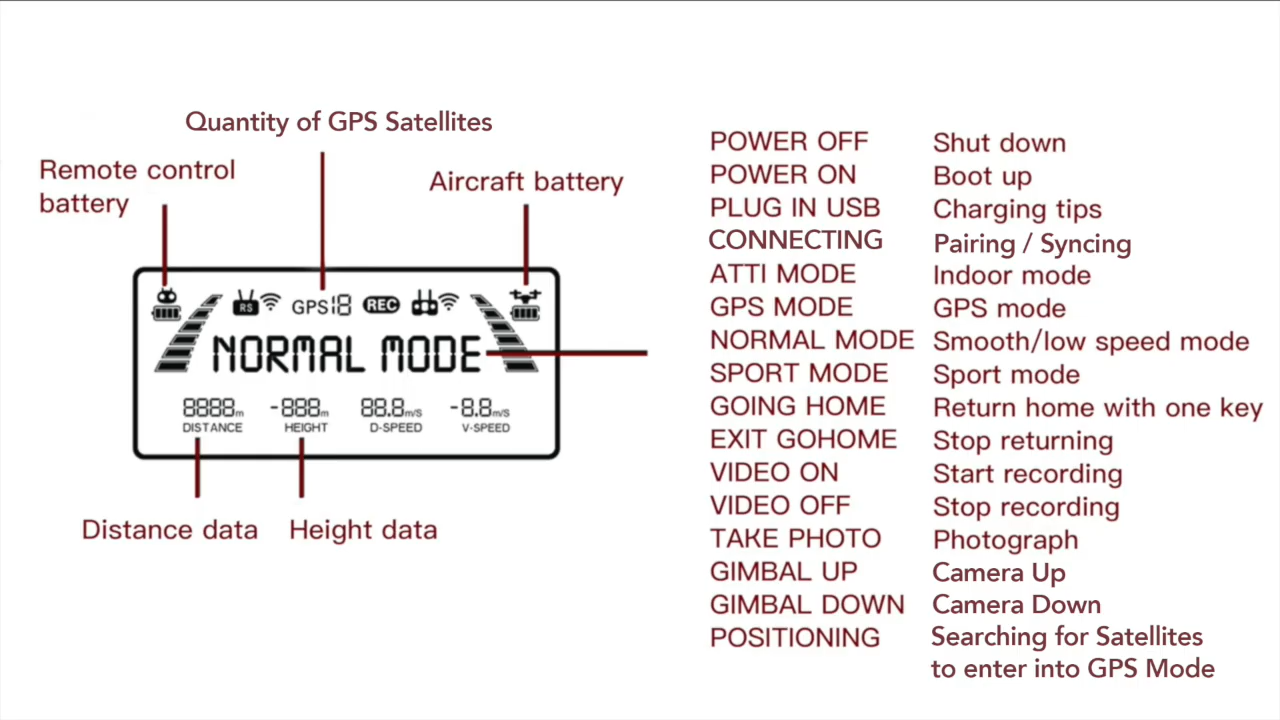 Quantity of GPS Satellites
Remote control
battery
Aircraft battery
RS
GPS18
REC
NORMAL MODE
8888m
-888m
88.8m/S
-8.8m/S
DISTANCE
HEIGHT
D-SPEED
V-SPEED
Distance data
Height data
POWER OFF Shut down
POWER ON Boot up
PLUG IN USB Charging tips
CONNECTING Pairing / Syncing
ATTI MODE Indoor mode
GPS MODE GPS mode
NORMAL MODE Smooth/low speed mode
SPORT MODE Sport mode
GOING HOME Return home with one key
EXIT GOHOME Stop returning
VIDEO ON Start recording
VIDEO OFF Stop recording
TAKE PHOTO Photograph
GIMBAL UP Camera Up
GIMBAL DOWN Camera Down
POSITIONING Searching for Satellites
to enter into GPS Mode